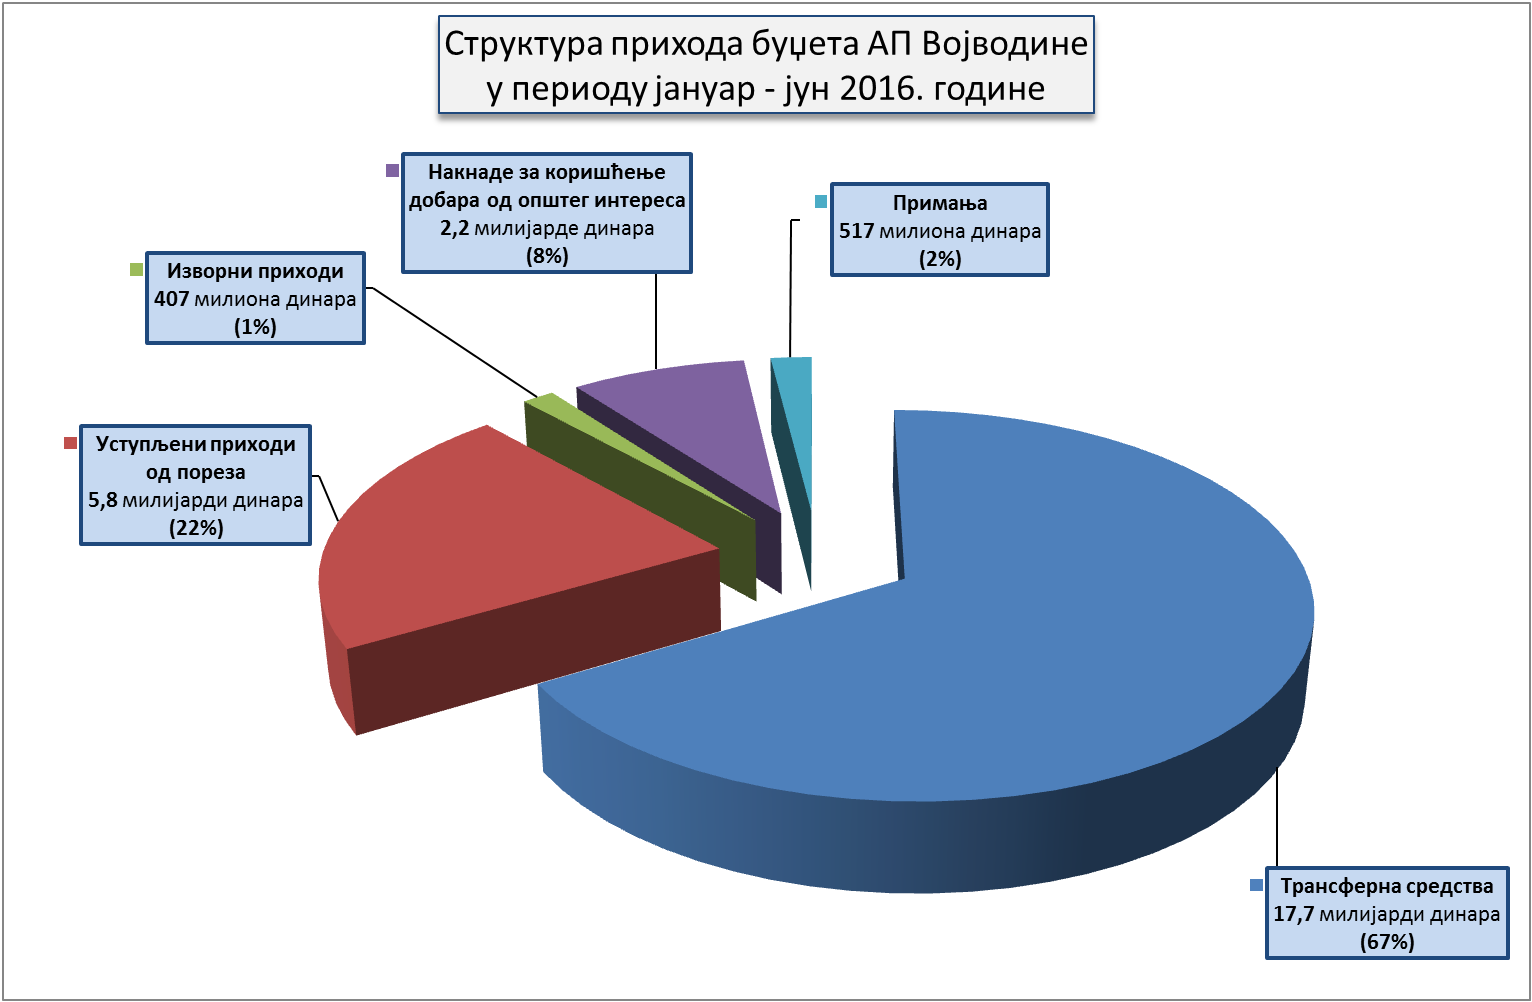 Структура прихода буџета АП Војводине
у периоду јануар - јун 2016. године
Накнаде за коришћење
добара од општег интереса
2,2 милијарде динара
(8%)
Примања
517 милиона динара
(2%)
Изворни приходи
407 милиона динара
(1%)
Уступљени приходи
од пореза
5,8 милијарди динара
(22%)
Трансферна средства
17,7 милијарди динара
(67%)